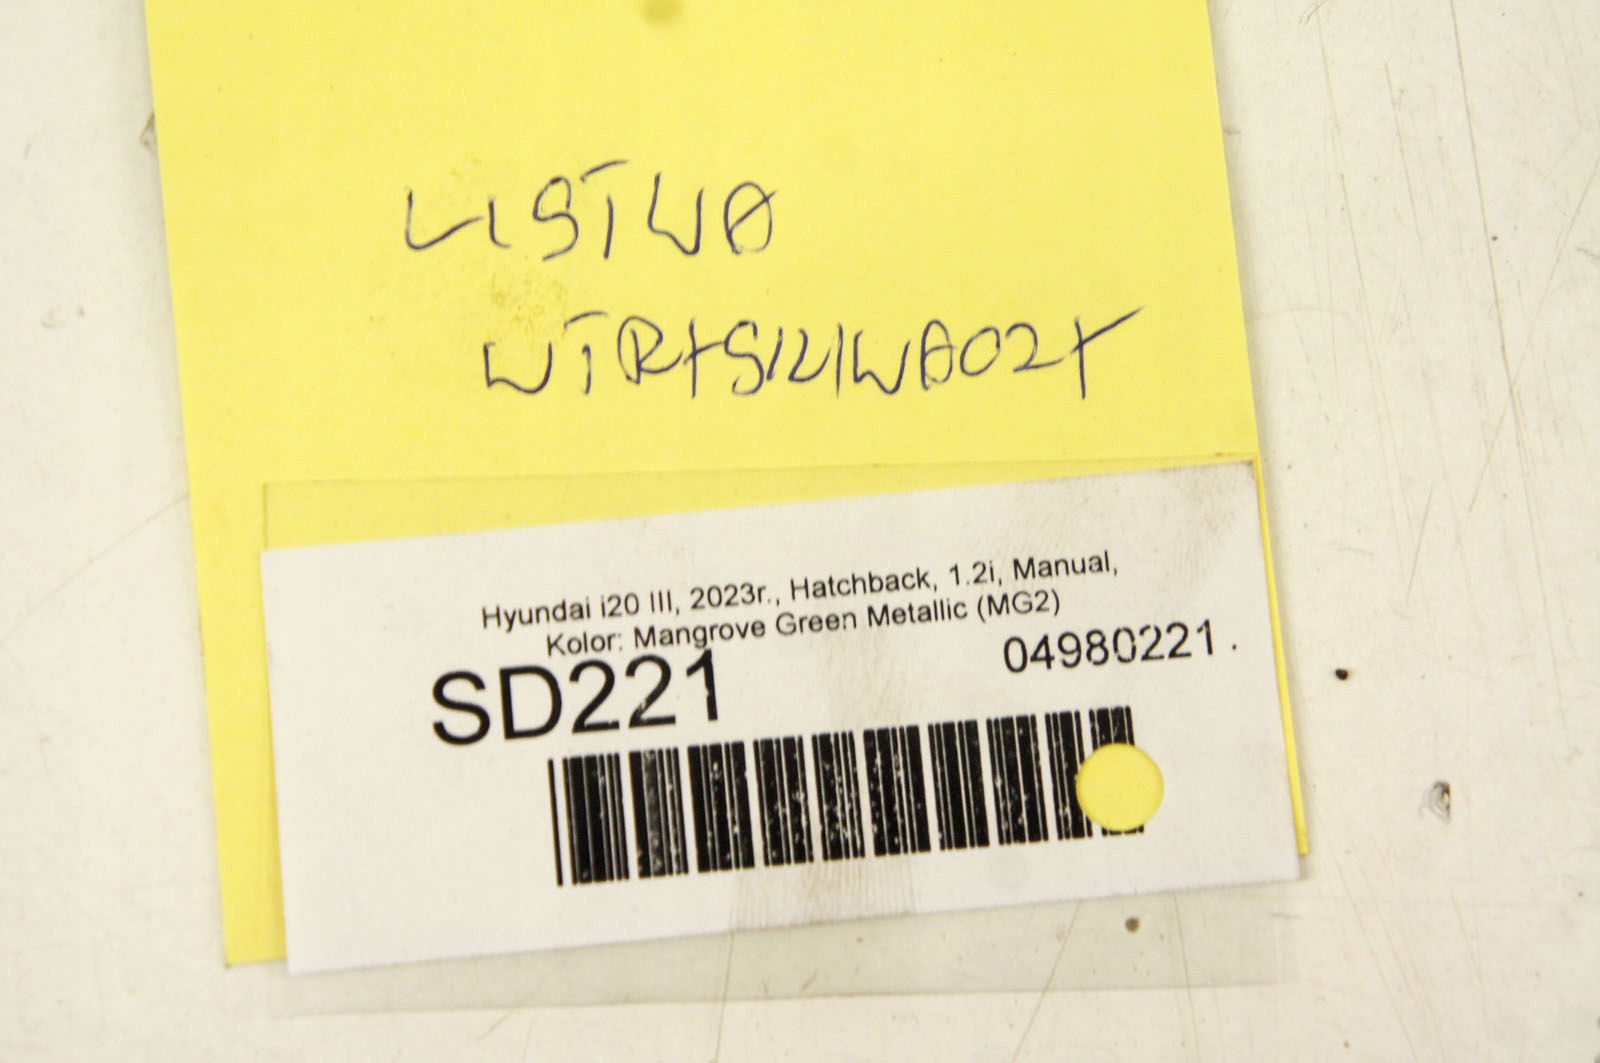 LISTWA
WTRYSKIWACZY
Hyundai i20 III, 2023r., Hatchback, 1.2i, Manual,
Kolor: Mangrove Green Metallic (MG2)
SD221
04980221.